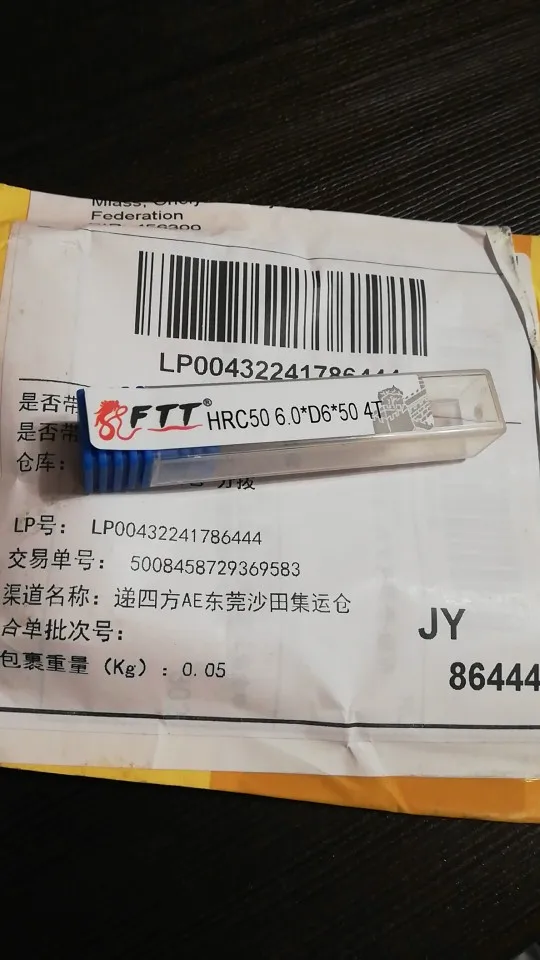 Federation
LP00432241786444
是否带
是否带
仓库:
FTT®
HRC50 6.0*D6*50 4T
LP号: LP00432241786444
交易单号: 5008458729369583
渠道名称: 递四方AE东莞沙田集运仓
合单批次号:
JY
包裹重量 (Kg) : 0.05
86444